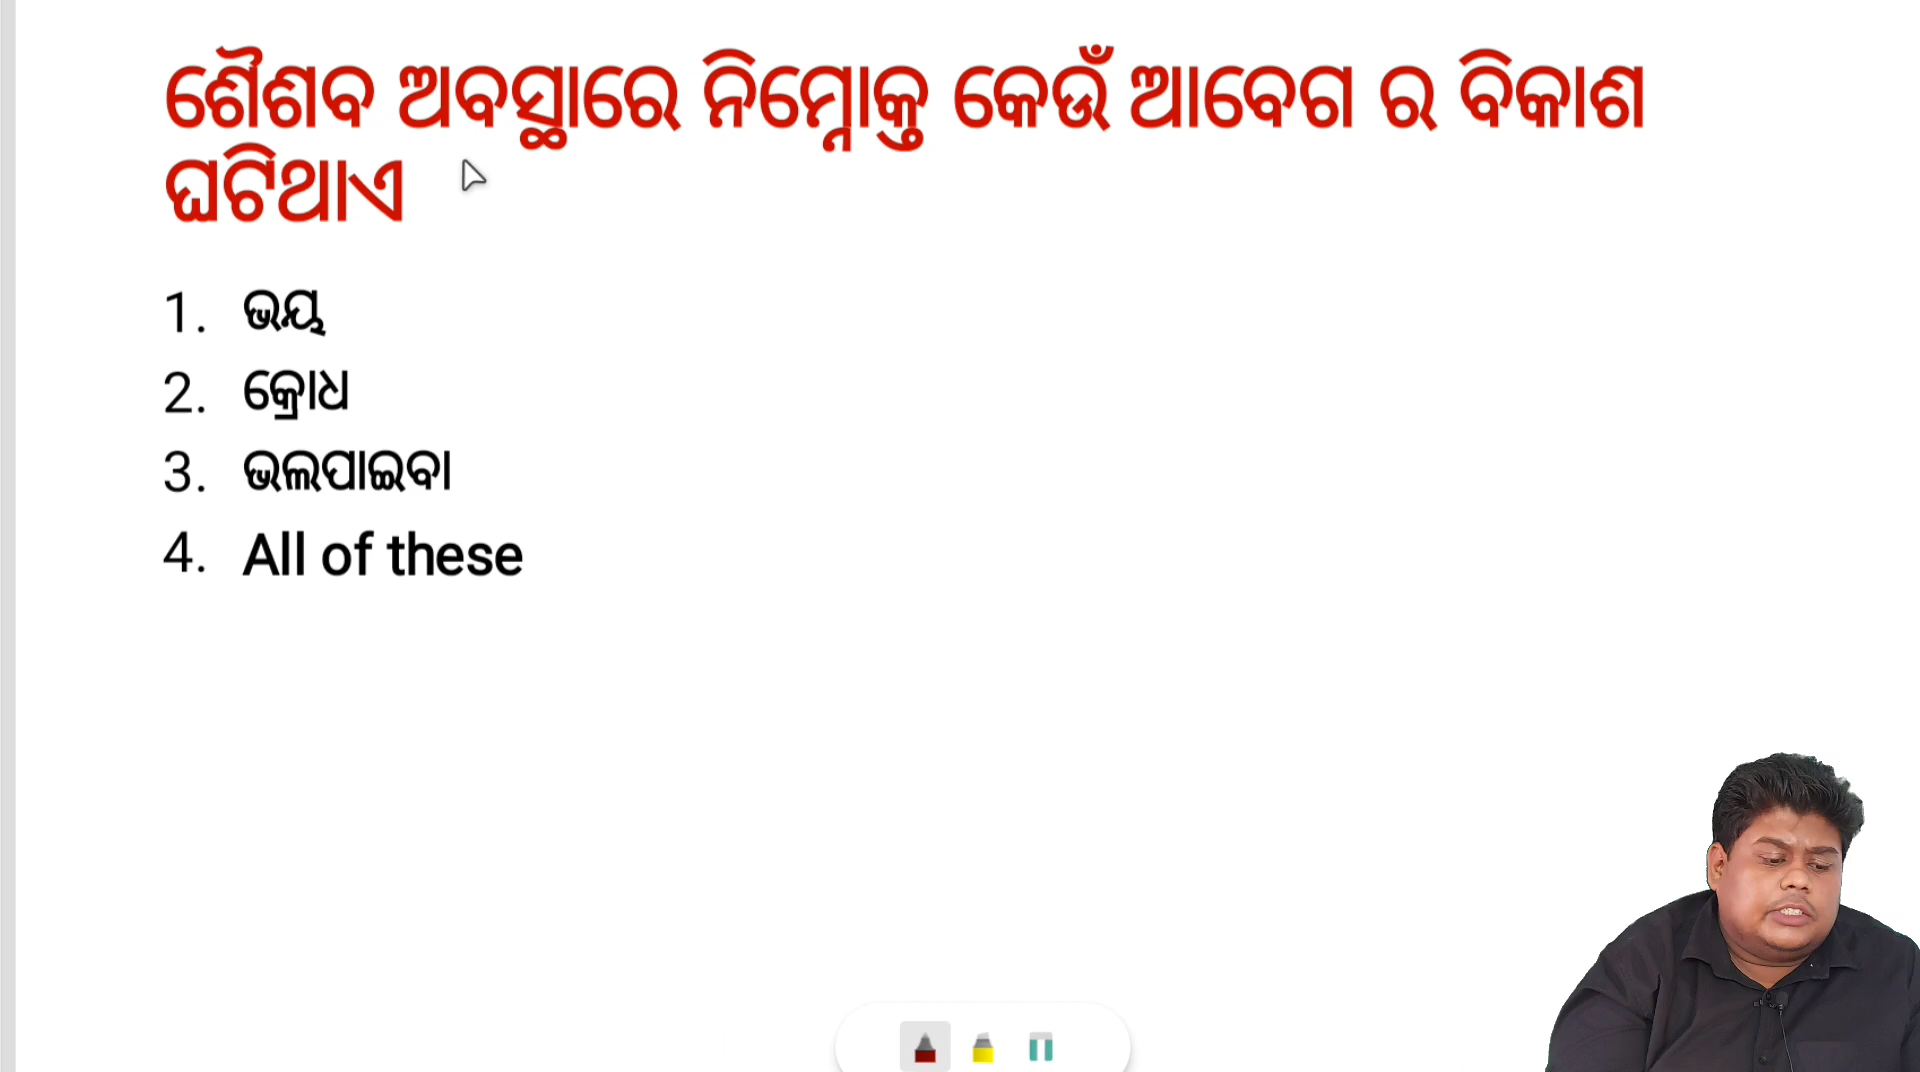 ଶୈଶବ ଅବସ୍ଥାରେ ନିମ୍ନୋକ୍ତ କେଉଁ ଆବେଗ ର ବିକାଶ
ଘଟିଥାଏ
1. ଭୟ
2. କ୍ରୋଧ
3. ଭଲପାଇବା
4. All of these